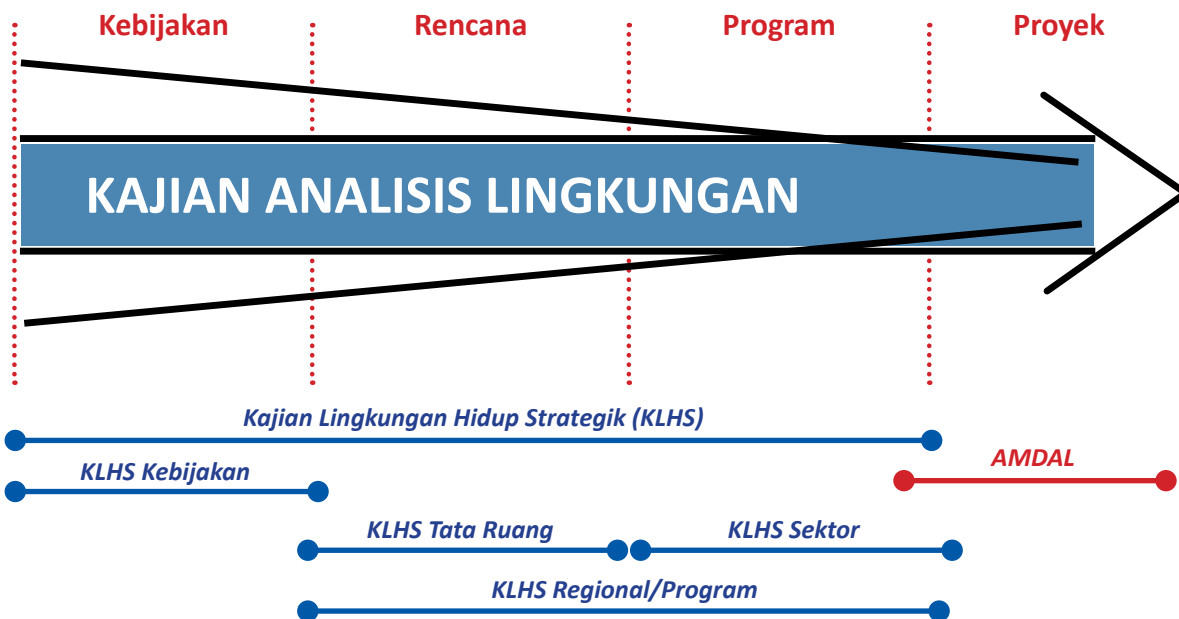 Kebijakan
Rencana
Program
Proyek
KAJIAN ANALISIS LINGKUNGAN
Kajian Lingkungan Hidup Strategik (KLHS)
KLHS Kebijakan
AMDAL
KLHS Tata Ruang
KLHS Sektor
KLHS Regional/Program